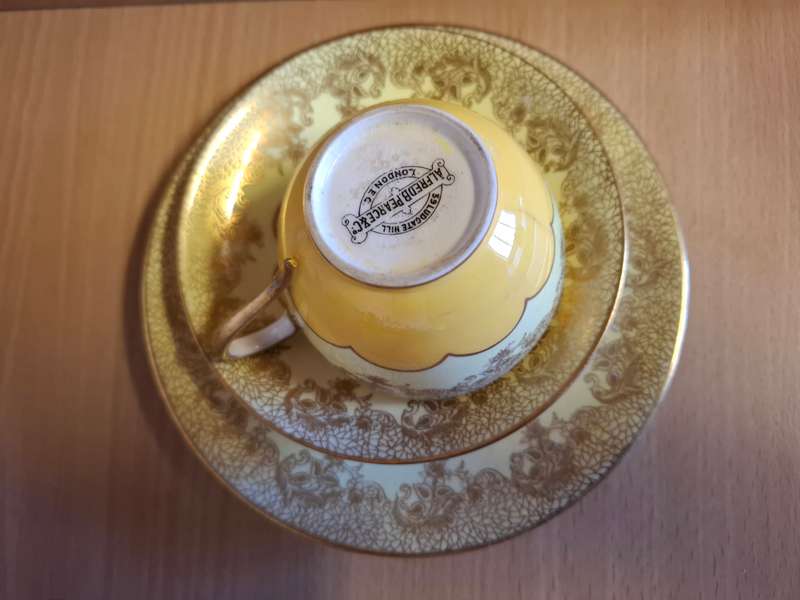 ALFRED B PEARCE & Co.
39 LUDGATE HILL
LONDON E C